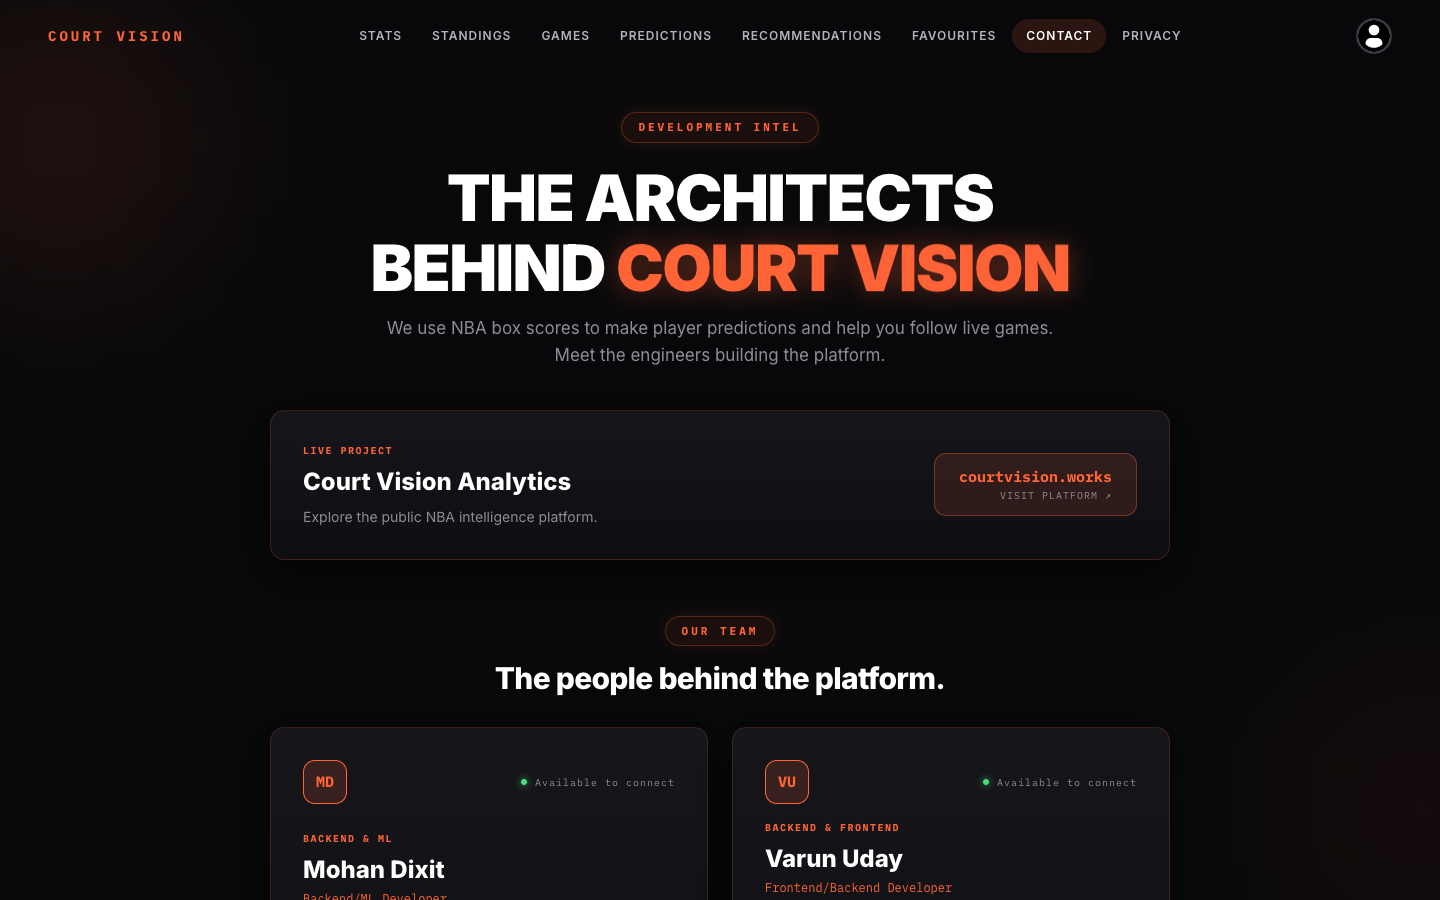 COURT VISION
STATS
STANDINGS
GAMES
PREDICTIONS
RECOMMENDATIONS
FAVOURITES
CONTACT
PRIVACY
DEVELOPMENT INTEL
THE ARCHITECTS
BEHIND COURT VISION
We use NBA box scores to make player predictions and help you follow live games.
Meet the engineers building the platform.
LIVE PROJECT
Court Vision Analytics
Explore the public NBA intelligence platform.
courtvision.works
VISIT PLATFORM ↗
OUR TEAM
The people behind the platform.
MD
Available to connect
BACKEND & ML
Mohan Dixit
Backend/ML Developer
VU
Available to connect
BACKEND & FRONTEND
Varun Uday
Frontend/Backend Developer